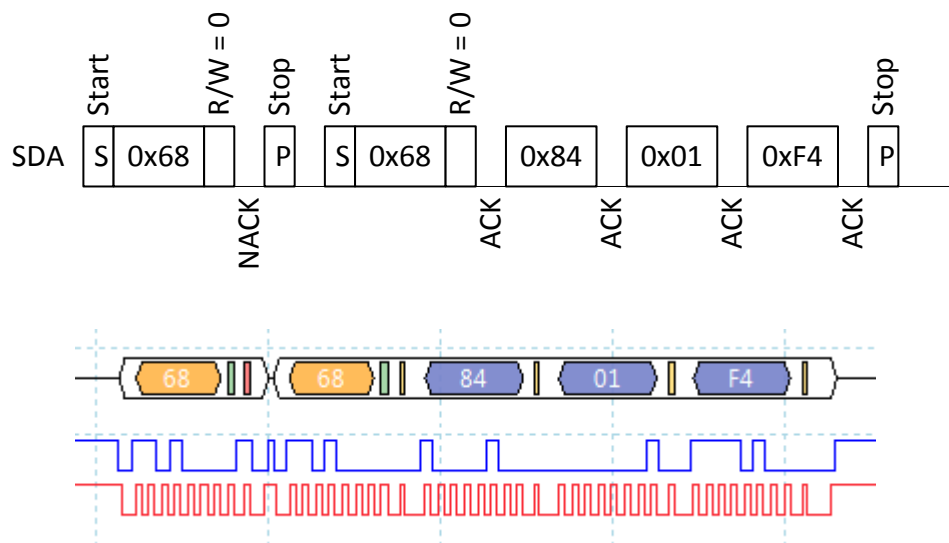 Start R/W = 0 Stop Start R/W = 0 Stop
SDA S 0x68 P S 0x68 0x84 0x01 0xF4 P
NACK ACK ACK ACK ACK
68 68 84 01 F4